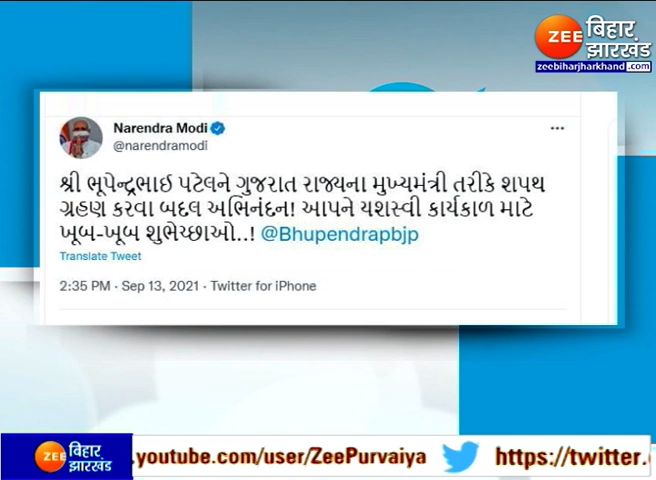 ZEE बिहार
झारखंड
zeebiharjharkhand.com
Narendra Modi
@narendramodi
શ્રી ભૂપેન્દ્રભાઈ પટેલને ગુજરાત રાજ્યના મુખ્યમંત્રી તરીકે શપથ
ગ્રહણ કરવા બદલ અભિનંદન! આપને યશસ્વી કાર્યકાળ માટે
ખૂબ-ખૂબ શુભેચ્છાઓ..! @Bhupendrapbjp
Translate Tweet
2:35 PM · Sep 13, 2021 · Twitter for iPhone
ZEE बिहार
झारखंड
.youtube.com/user/ZeePurvaiya https://twitter.